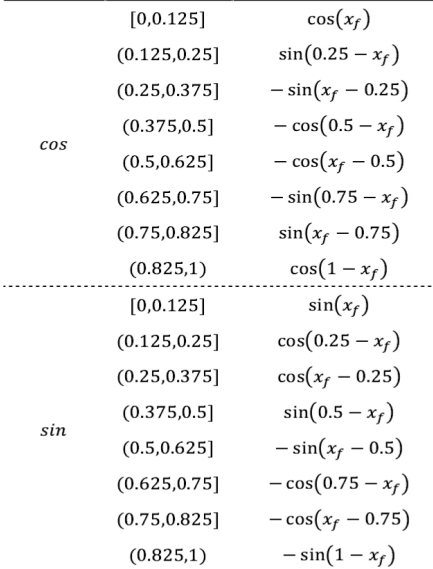 [0,0.125] cos(x_f)
(0.125,0.25] sin(0.25 − x_f)
(0.25,0.375] − sin(x_f − 0.25)
(0.375,0.5] − cos(0.5 − x_f)
cos
(0.5,0.625] − cos(x_f − 0.5)
(0.625,0.75] − sin(0.75 − x_f)
(0.75,0.825] sin(x_f − 0.75)
(0.825,1) cos(1 − x_f)
[0,0.125] sin(x_f)
(0.125,0.25] cos(0.25 − x_f)
(0.25,0.375] cos(x_f − 0.25)
(0.375,0.5] sin(0.5 − x_f)
sin
(0.5,0.625] − sin(x_f − 0.5)
(0.625,0.75] − cos(0.75 − x_f)
(0.75,0.825] − cos(x_f − 0.75)
(0.825,1) − sin(1 − x_f)